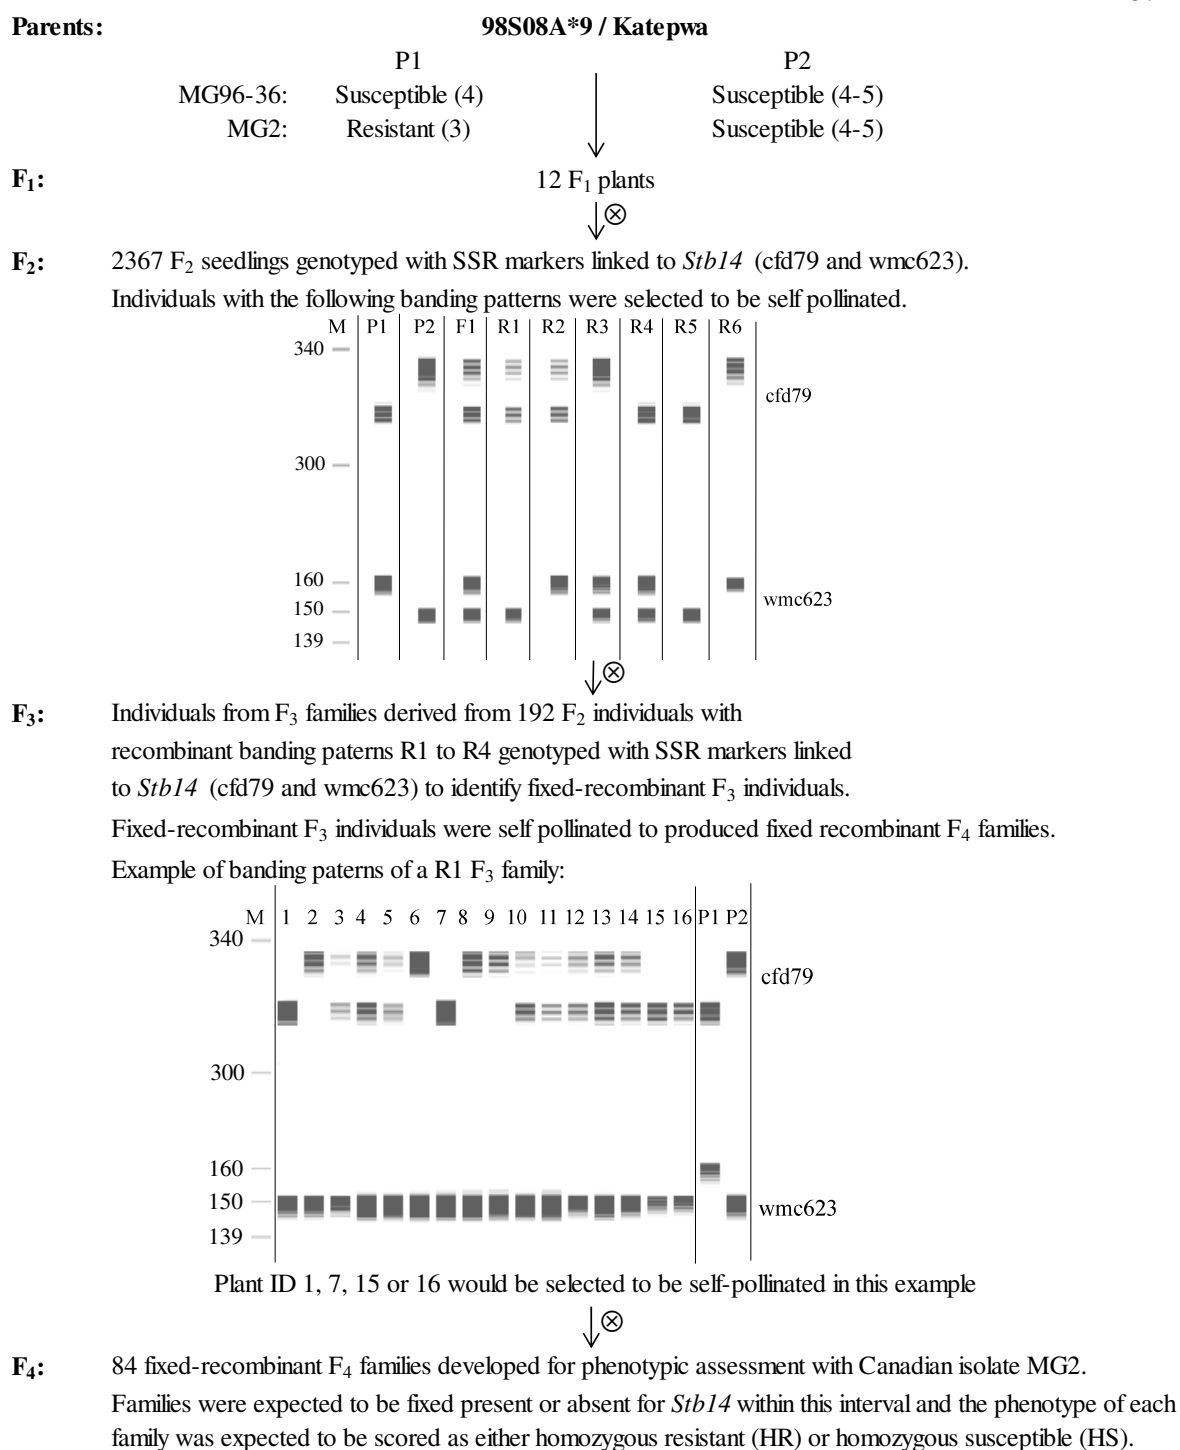 Parents: 98S08A*9 / Katepwa
P1 P2
MG96-36: Susceptible (4) Susceptible (4-5)
MG2: Resistant (3) Susceptible (4-5)
F1: 12 F1 plants
⊗
F2: 2367 F2 seedlings genotyped with SSR markers linked to Stb14 (cfd79 and wmc623).
Individuals with the following banding patterns were selected to be self pollinated.
M P1 P2 F1 R1 R2 R3 R4 R5 R6
340
cfd79
300
160
wmc623
150
139
⊗
F3: Individuals from F3 families derived from 192 F2 individuals with
recombinant banding paterns R1 to R4 genotyped with SSR markers linked
to Stb14 (cfd79 and wmc623) to identify fixed-recombinant F3 individuals.
Fixed-recombinant F3 individuals were self pollinated to produced fixed recombinant F4 families.
Example of banding paterns of a R1 F3 family:
M 1 2 3 4 5 6 7 8 9 10 11 12 13 14 15 16 P1 P2
340
cfd79
300
160
150
wmc623
139
Plant ID 1, 7, 15 or 16 would be selected to be self-pollinated in this example
⊗
F4: 84 fixed-recombinant F4 families developed for phenotypic assessment with Canadian isolate MG2.
Families were expected to be fixed present or absent for Stb14 within this interval and the phenotype of each
family was expected to be scored as either homozygous resistant (HR) or homozygous susceptible (HS).